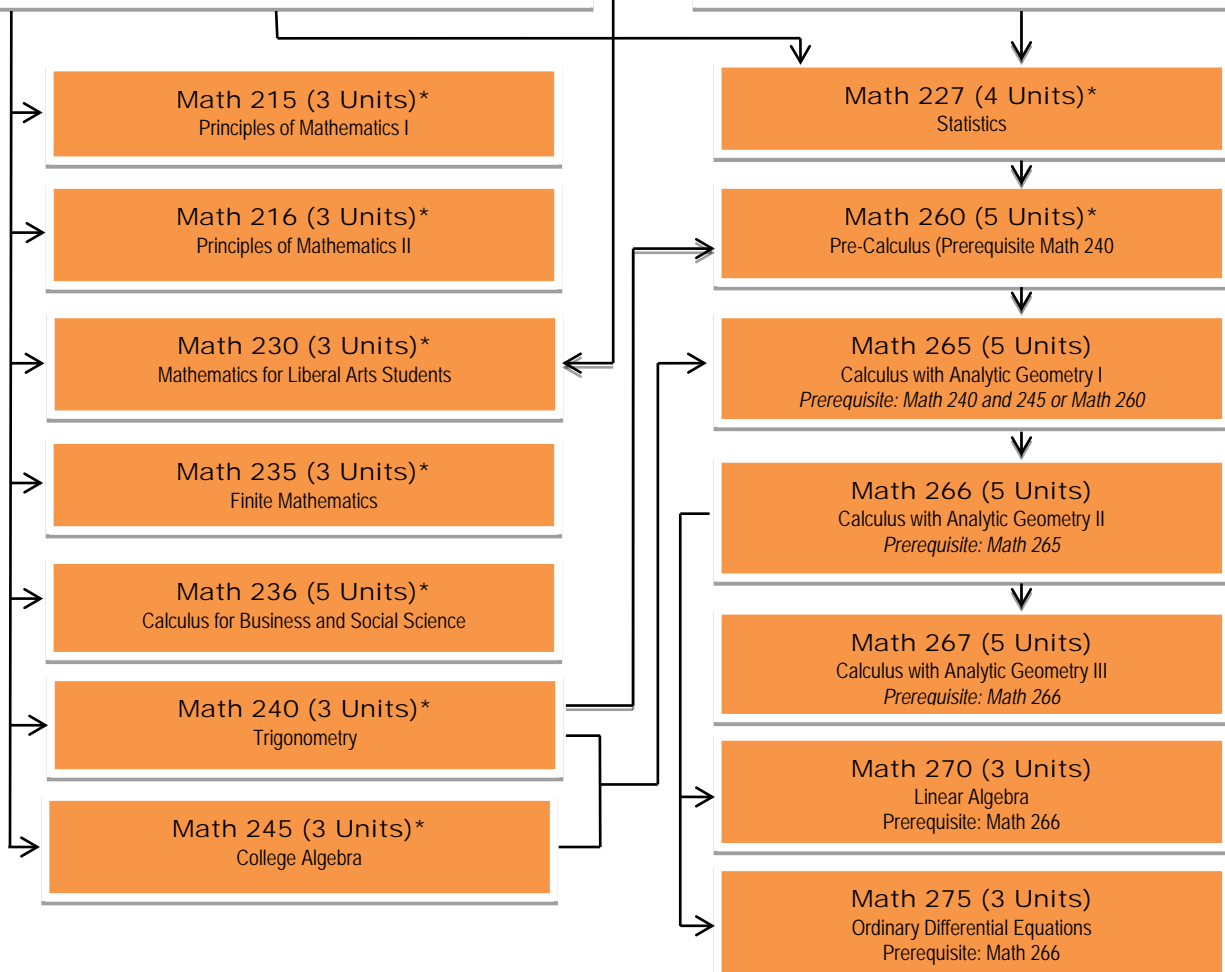 Math 215 (3 Units)*
Principles of Mathematics I
Math 216 (3 Units)*
Principles of Mathematics II
Math 230 (3 Units)*
Mathematics for Liberal Arts Students
Math 235 (3 Units)*
Finite Mathematics
Math 236 (5 Units)*
Calculus for Business and Social Science
Math 240 (3 Units)*
Trigonometry
Math 245 (3 Units)*
College Algebra
Math 227 (4 Units)*
Statistics
Math 260 (5 Units)*
Pre-Calculus (Prerequisite Math 240
Math 265 (5 Units)
Calculus with Analytic Geometry I
Prerequisite: Math 240 and 245 or Math 260
Math 266 (5 Units)
Calculus with Analytic Geometry II
Prerequisite: Math 265
Math 267 (5 Units)
Calculus with Analytic Geometry III
Prerequisite: Math 266
Math 270 (3 Units)
Linear Algebra
Prerequisite: Math 266
Math 275 (3 Units)
Ordinary Differential Equations
Prerequisite: Math 266